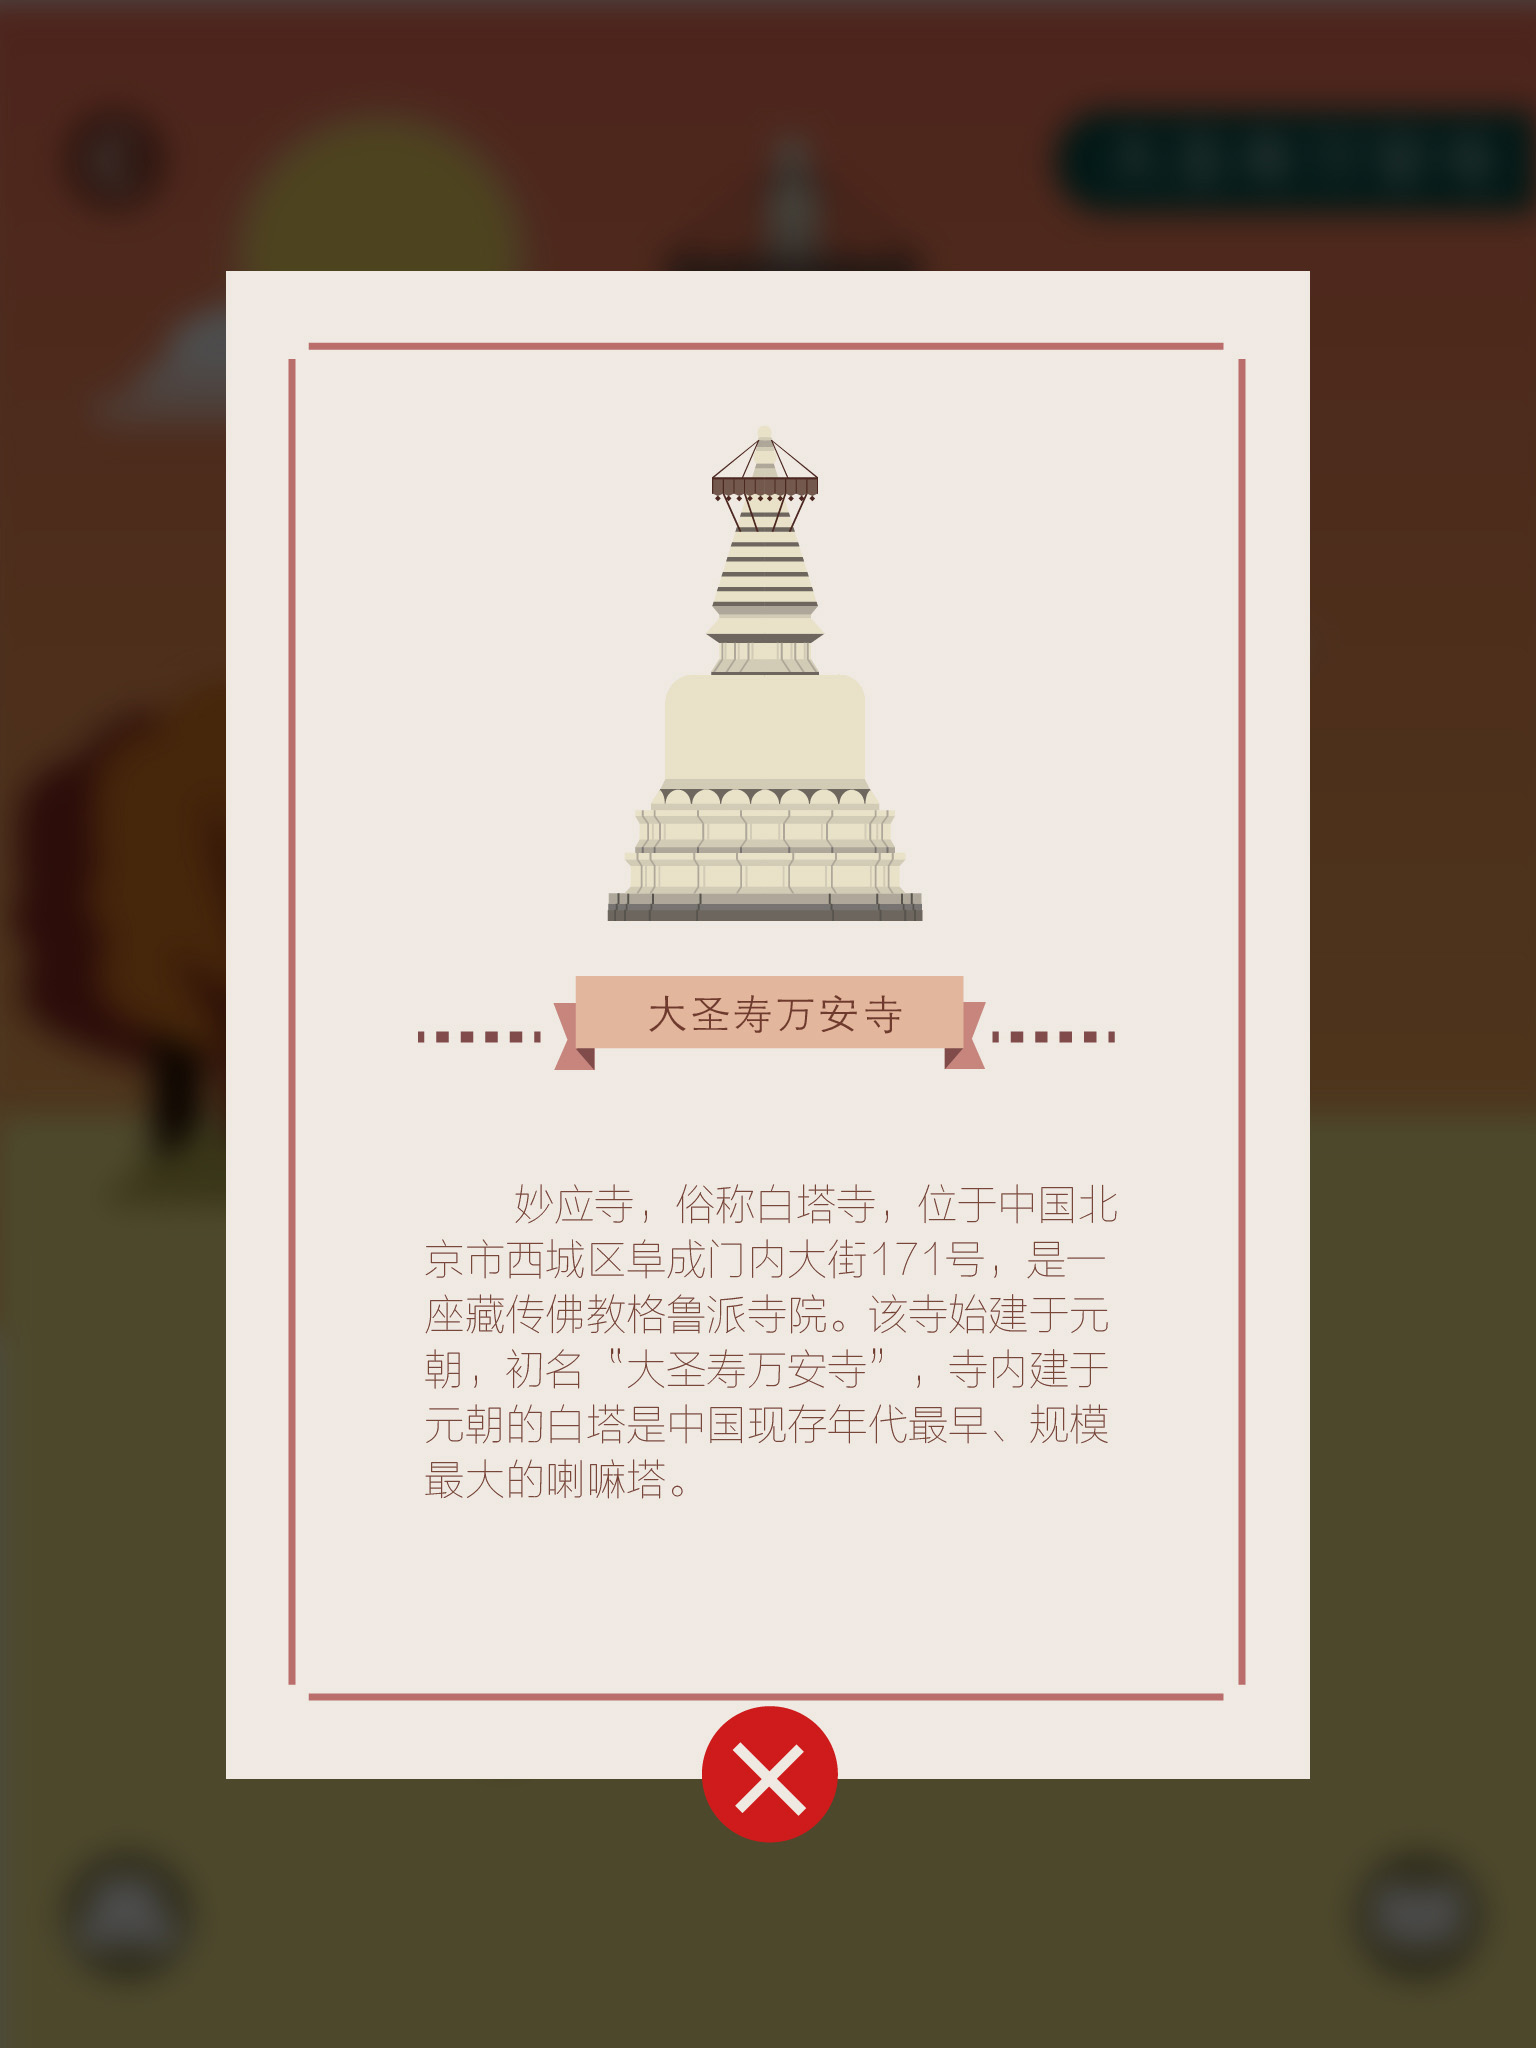 大圣寿万安寺
妙应寺，俗称白塔寺，位于中国北
京市西城区阜成门内大街171号，是一
座藏传佛教格鲁派寺院。该寺始建于元
朝，初名“大圣寿万安寺”，寺内建于
元朝的白塔是中国现存年代最早、规模
最大的喇嘛塔。